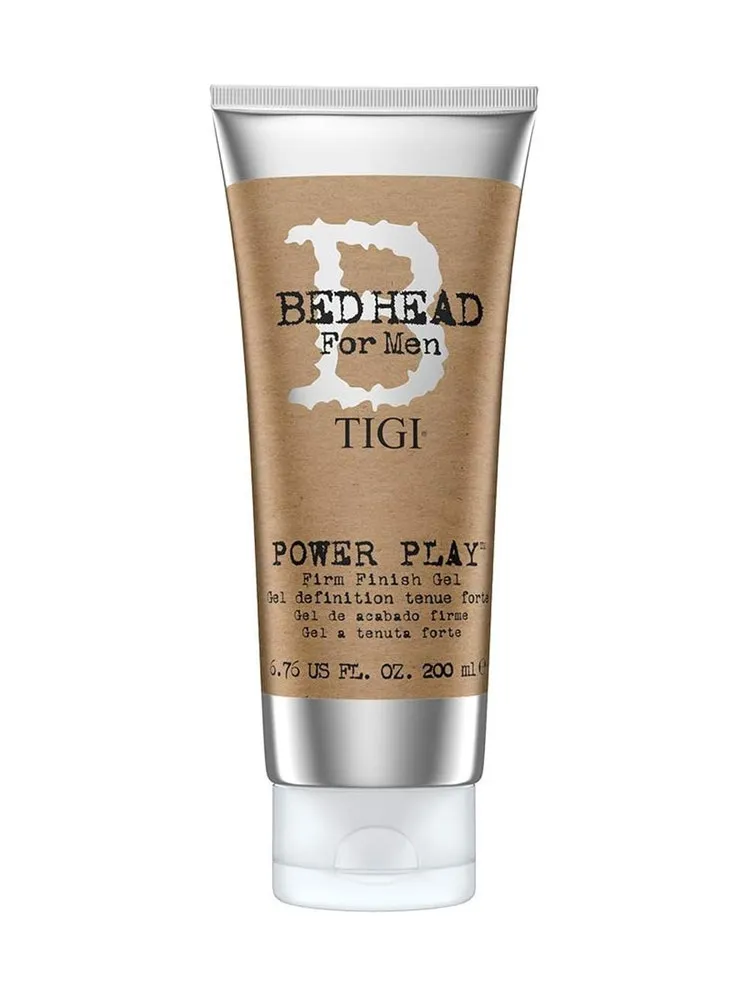 B
BED HEAD
For Men
TIGI®
POWER PLAY™
Firm Finish Gel
Gel definition tenue forte
Gel de acabado firme
Gel a tenuta forte
6.76 US FL. OZ. 200 ml ℮